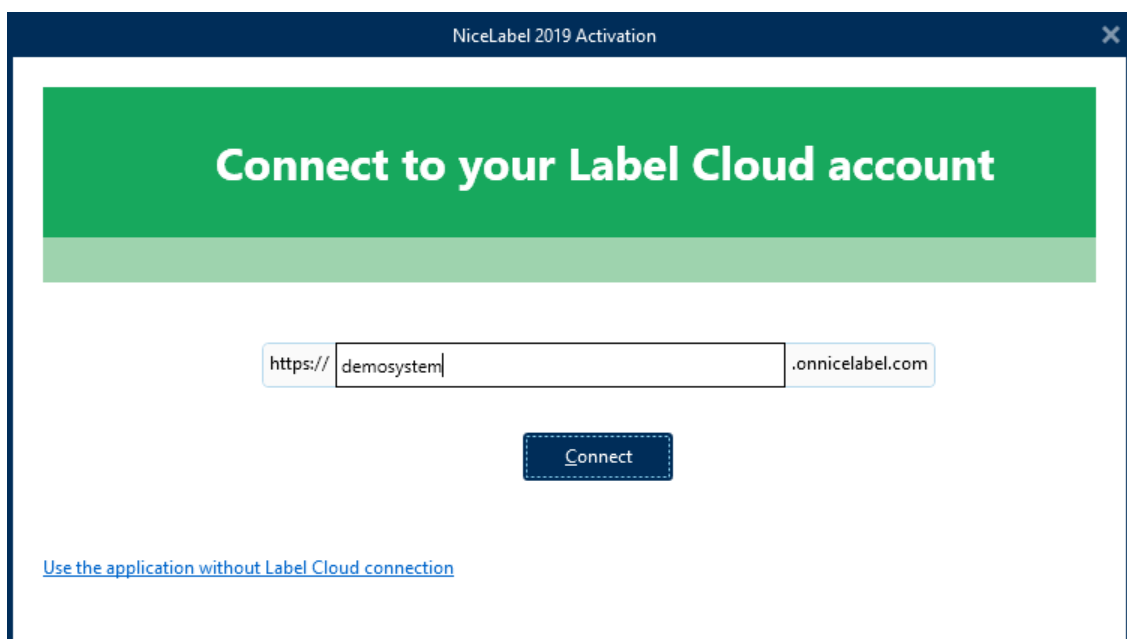 NiceLabel 2019 Activation
Connect to your Label Cloud account
https:// demosystem .onnicelabel.com
Connect
Use the application without Label Cloud connection